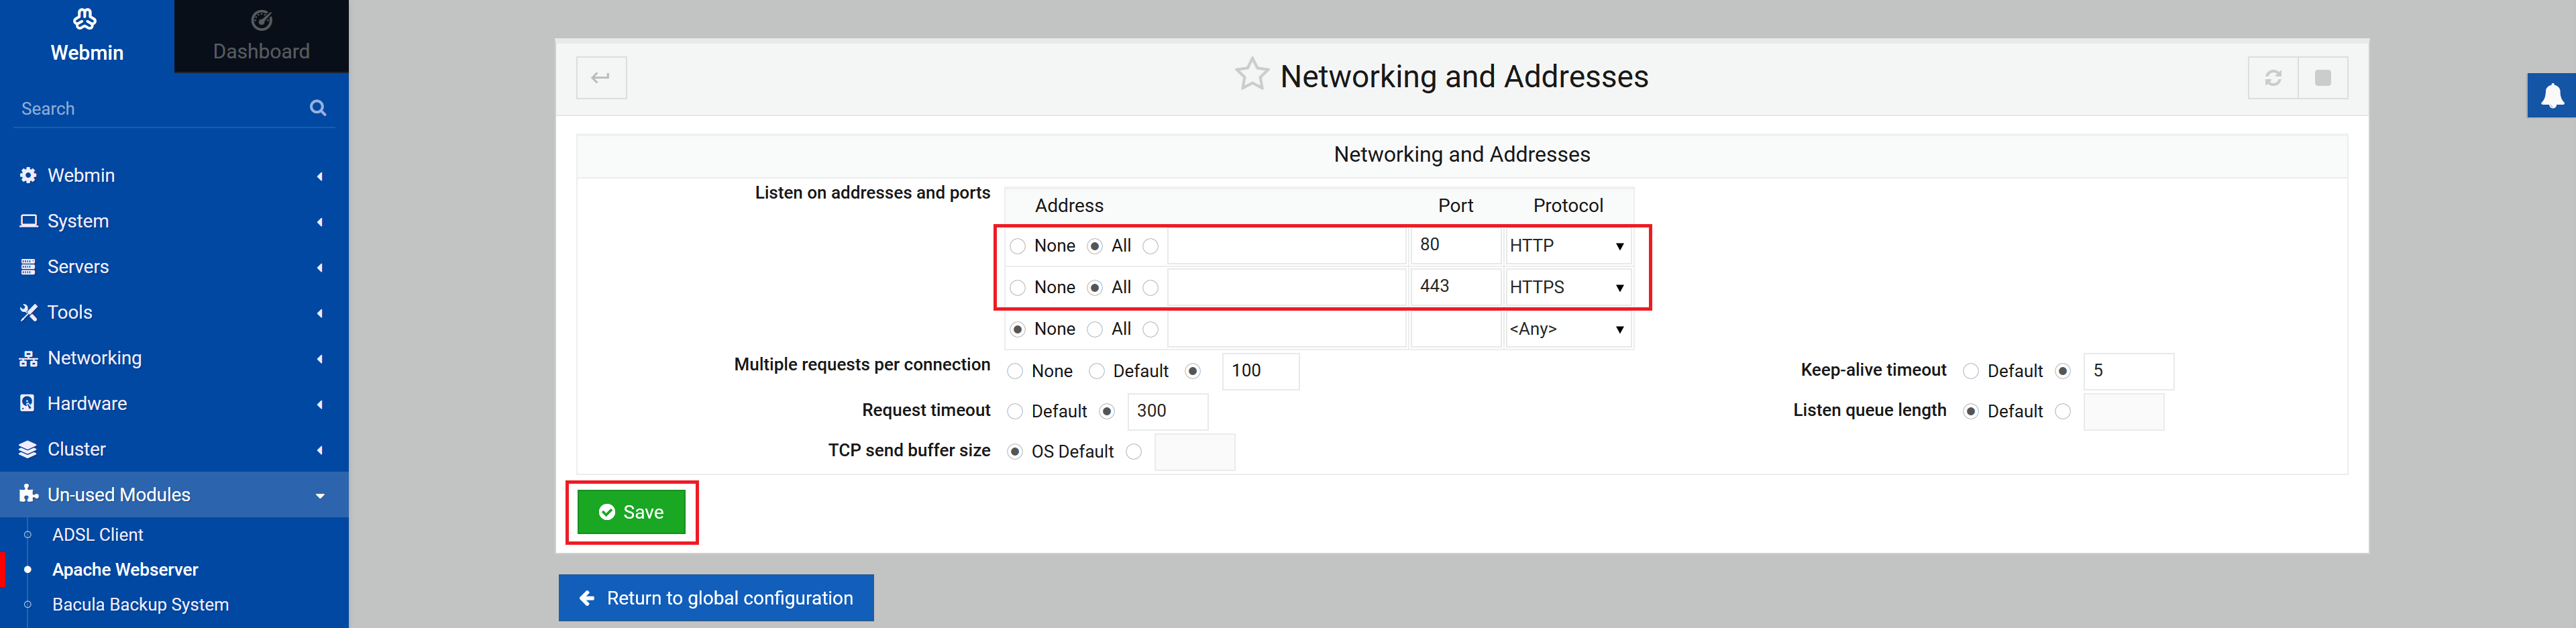 Webmin
Dashboard
Search
Webmin
System
Servers
Tools
Networking
Hardware
Cluster
Un-used Modules
ADSL Client
Apache Webserver
Bacula Backup System
Networking and Addresses
Networking and Addresses
Listen on addresses and ports
Address Port Protocol
None All 80 HTTP
None All 443 HTTPS
None All <Any>
Multiple requests per connection None Default 100 Keep-alive timeout Default 5
Request timeout Default 300 Listen queue length Default
TCP send buffer size OS Default
Save
Return to global configuration